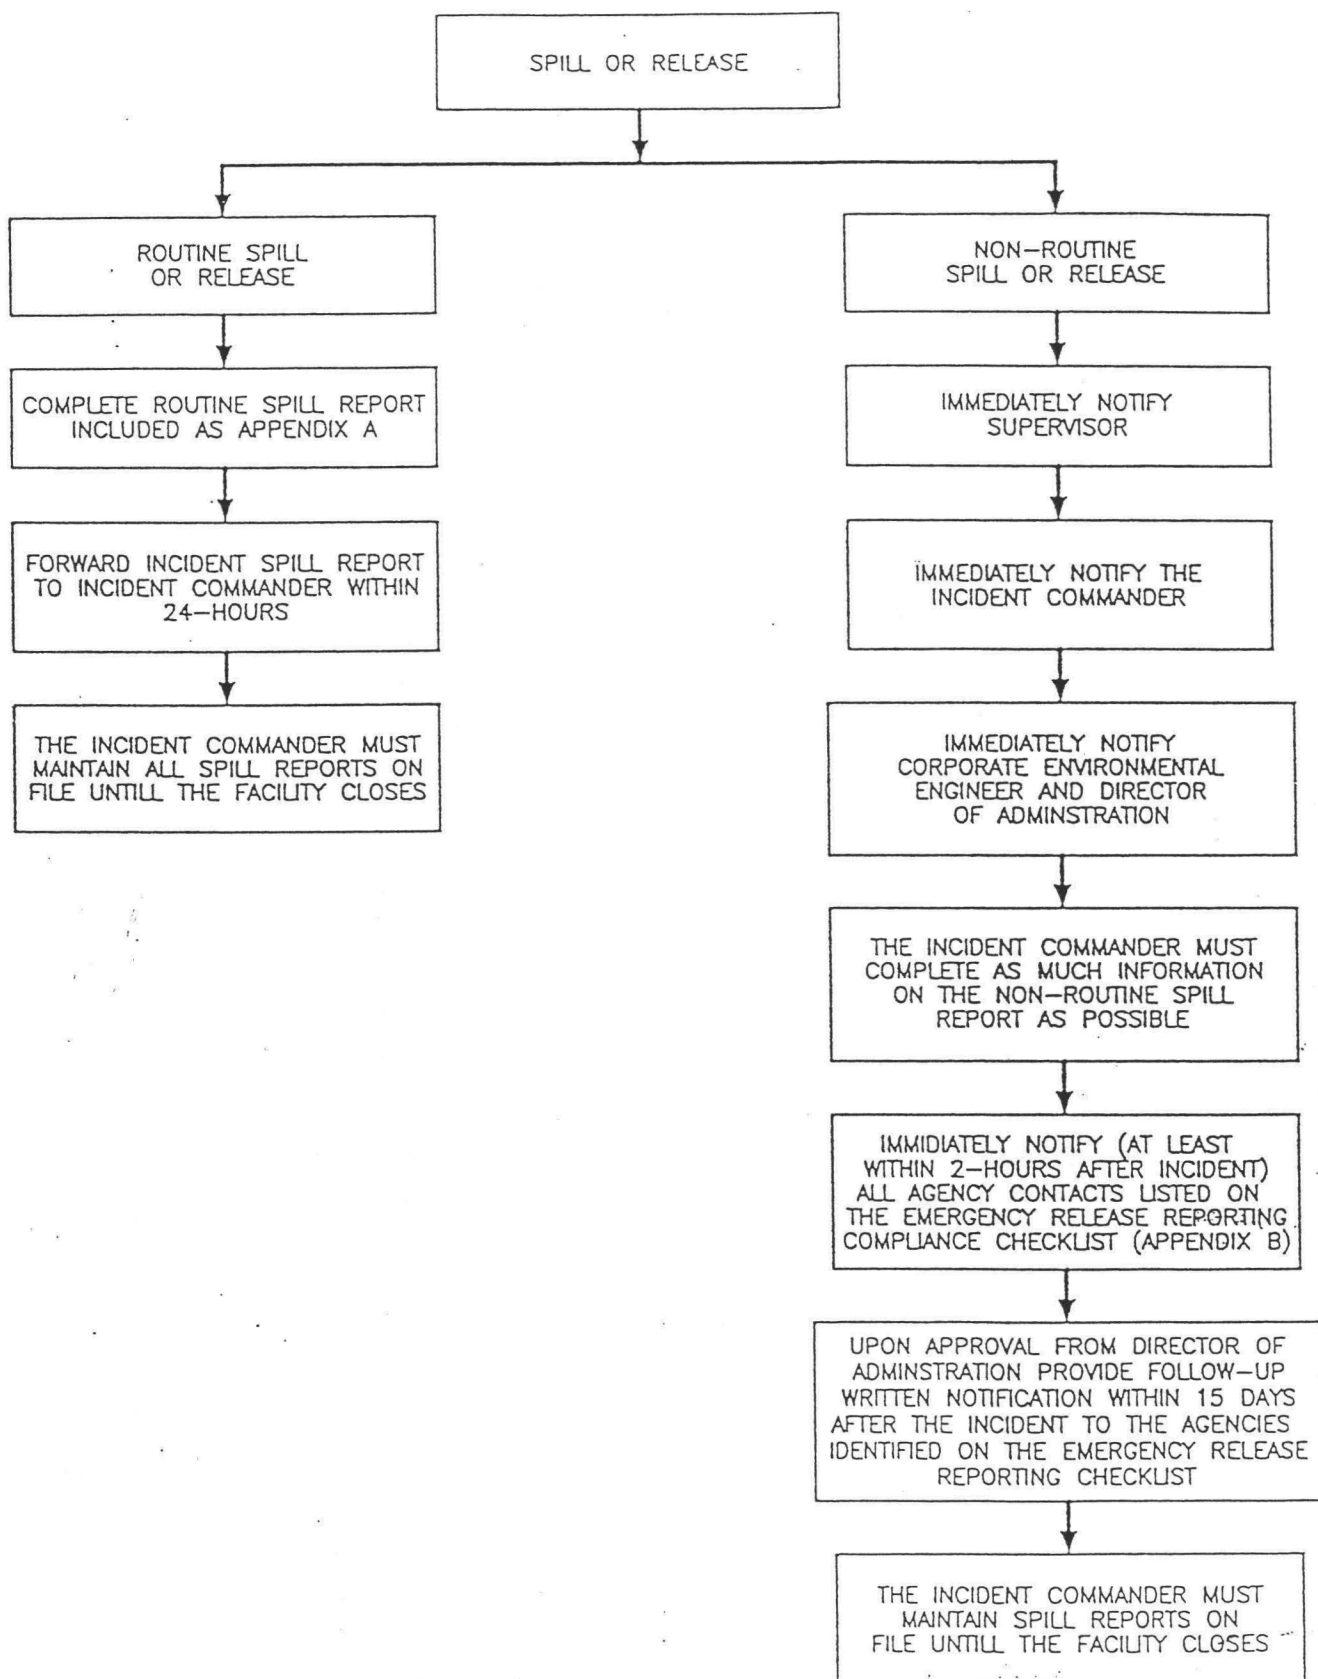 SPILL OR RELEASE
ROUTINE SPILL
OR RELEASE
COMPLETE ROUTINE SPILL REPORT
INCLUDED AS APPENDIX A
FORWARD INCIDENT SPILL REPORT
TO INCIDENT COMMANDER WITHIN
24-HOURS
THE INCIDENT COMMANDER MUST
MAINTAIN ALL SPILL REPORTS ON
FILE UNTILL THE FACILITY CLOSES
NON-ROUTINE
SPILL OR RELEASE
IMMEDIATELY NOTIFY
SUPERVISOR
IMMEDIATELY NOTIFY THE
INCIDENT COMMANDER
IMMEDIATELY NOTIFY
CORPORATE ENVIRONMENTAL
ENGINEER AND DIRECTOR
OF ADMINSTRATION
THE INCIDENT COMMANDER MUST
COMPLETE AS MUCH INFORMATION
ON THE NON-ROUTINE SPILL
REPORT AS POSSIBLE
IMMIDIATELY NOTIFY (AT LEAST
WITHIN 2-HOURS AFTER INCIDENT)
ALL AGENCY CONTACTS LISTED ON
THE EMERGENCY RELEASE REPORTING
COMPLIANCE CHECKLIST (APPENDIX B)
UPON APPROVAL FROM DIRECTOR OF
ADMINSTRATION PROVIDE FOLLOW-UP
WRITTEN NOTIFICATION WITHIN 15 DAYS
AFTER THE INCIDENT TO THE AGENCIES
IDENTIFIED ON THE EMERGENCY RELEASE
REPORTING CHECKLIST
THE INCIDENT COMMANDER MUST
MAINTAIN SPILL REPORTS ON
FILE UNTILL THE FACILITY CLOSES